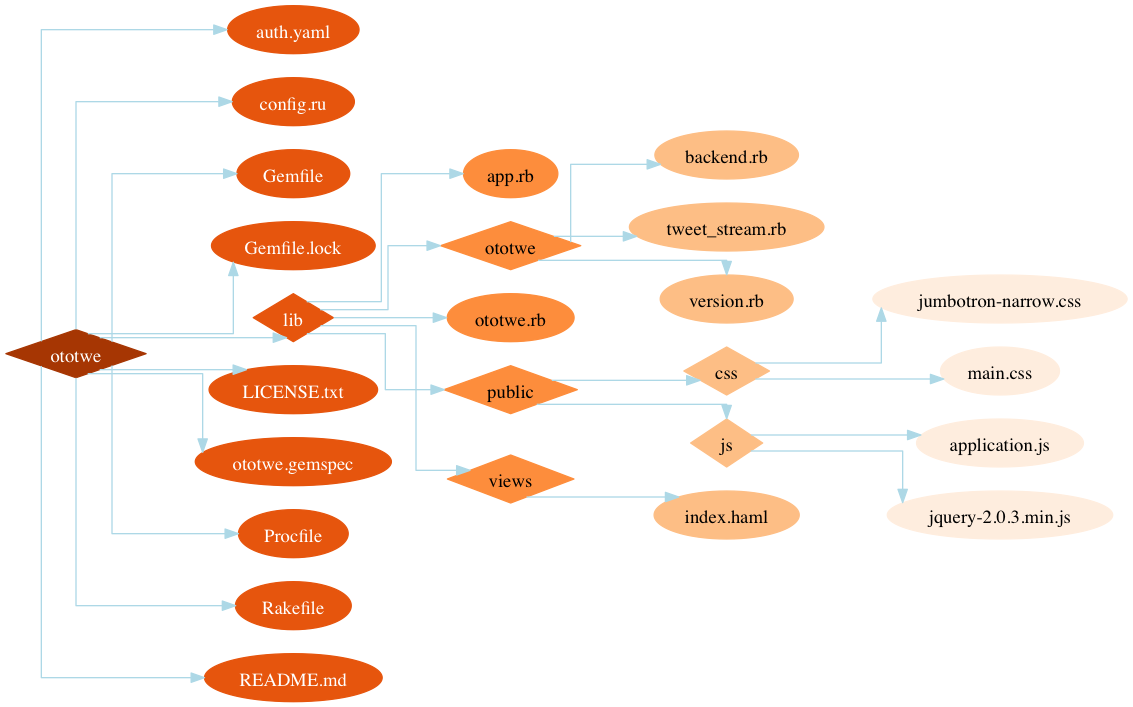 auth.yaml
config.ru
Gemfile
Gemfile.lock
lib
ototwe
LICENSE.txt
ototwe.gemspec
Procfile
Rakefile
README.md
app.rb
ototwe
ototwe.rb
public
views
backend.rb
tweet_stream.rb
version.rb
css
js
index.haml
jumbotron-narrow.css
main.css
application.js
jquery-2.0.3.min.js